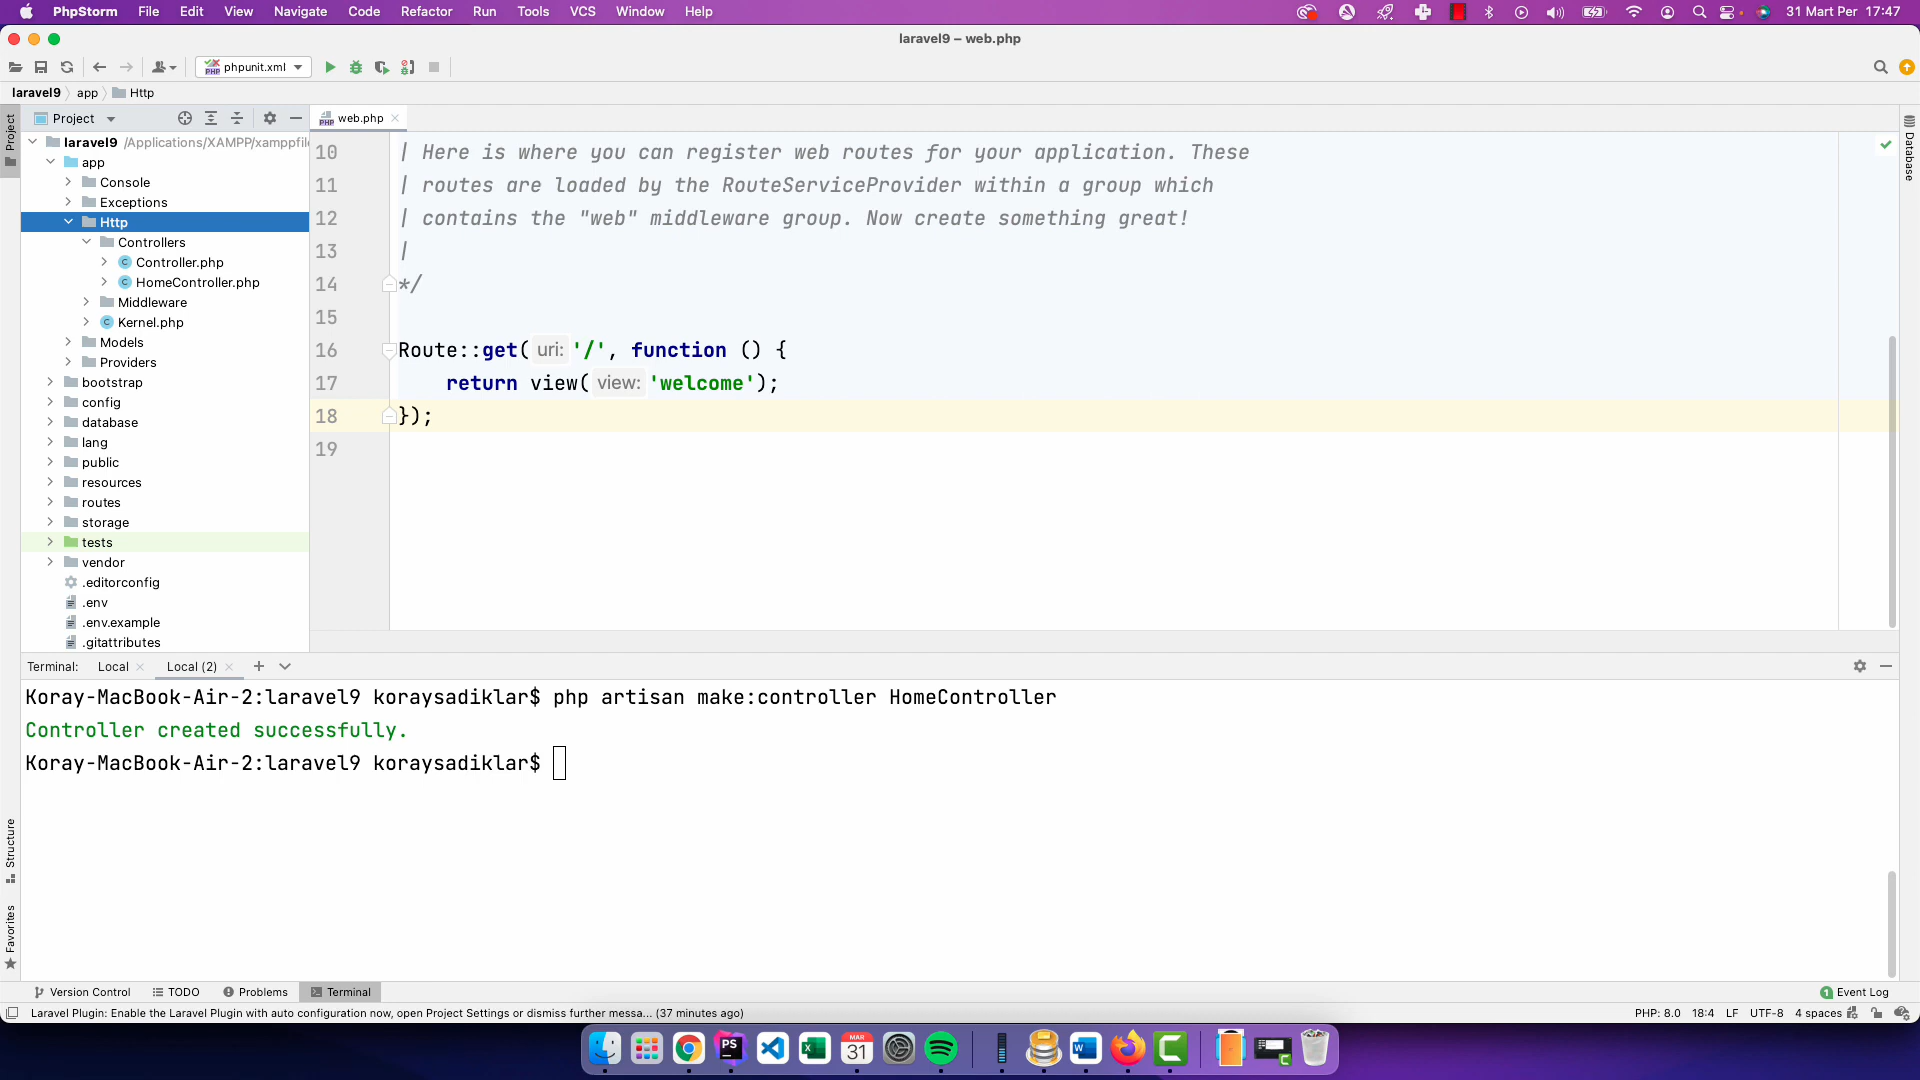 PhpStorm File Edit View Navigate Code Refactor Run Tools VCS Window Help 31 Mart Per 17:47
laravel9 – web.php
phpunit.xml
laravel9 app Http
Project
web.php
laravel9 /Applications/XAMPP/xamppfil
app
Console
Exceptions
Http
Controllers
Controller.php
HomeController.php
Middleware
Kernel.php
Models
Providers
bootstrap
config
database
lang
public
resources
routes
storage
tests
vendor
.editorconfig
.env
.env.example
.gitattributes
10 | Here is where you can register web routes for your application. These
11 | routes are loaded by the RouteServiceProvider within a group which
12 | contains the "web" middleware group. Now create something great!
13 |
14 */
15
16 Route::get( uri: '/', function () {
17 return view( view: 'welcome');
18 });
19
Project
Structure
Favorites
Database
Terminal: Local Local (2)
Koray-MacBook-Air-2:laravel9 koraysadiklar$ php artisan make:controller HomeController
Controller created successfully.
Koray-MacBook-Air-2:laravel9 koraysadiklar$
Version Control TODO Problems Terminal 1 Event Log
Laravel Plugin: Enable the Laravel Plugin with auto configuration now, open Project Settings or dismiss further messa... (37 minutes ago) PHP: 8.0 18:4 LF UTF-8 4 spaces
PS
MAR
31